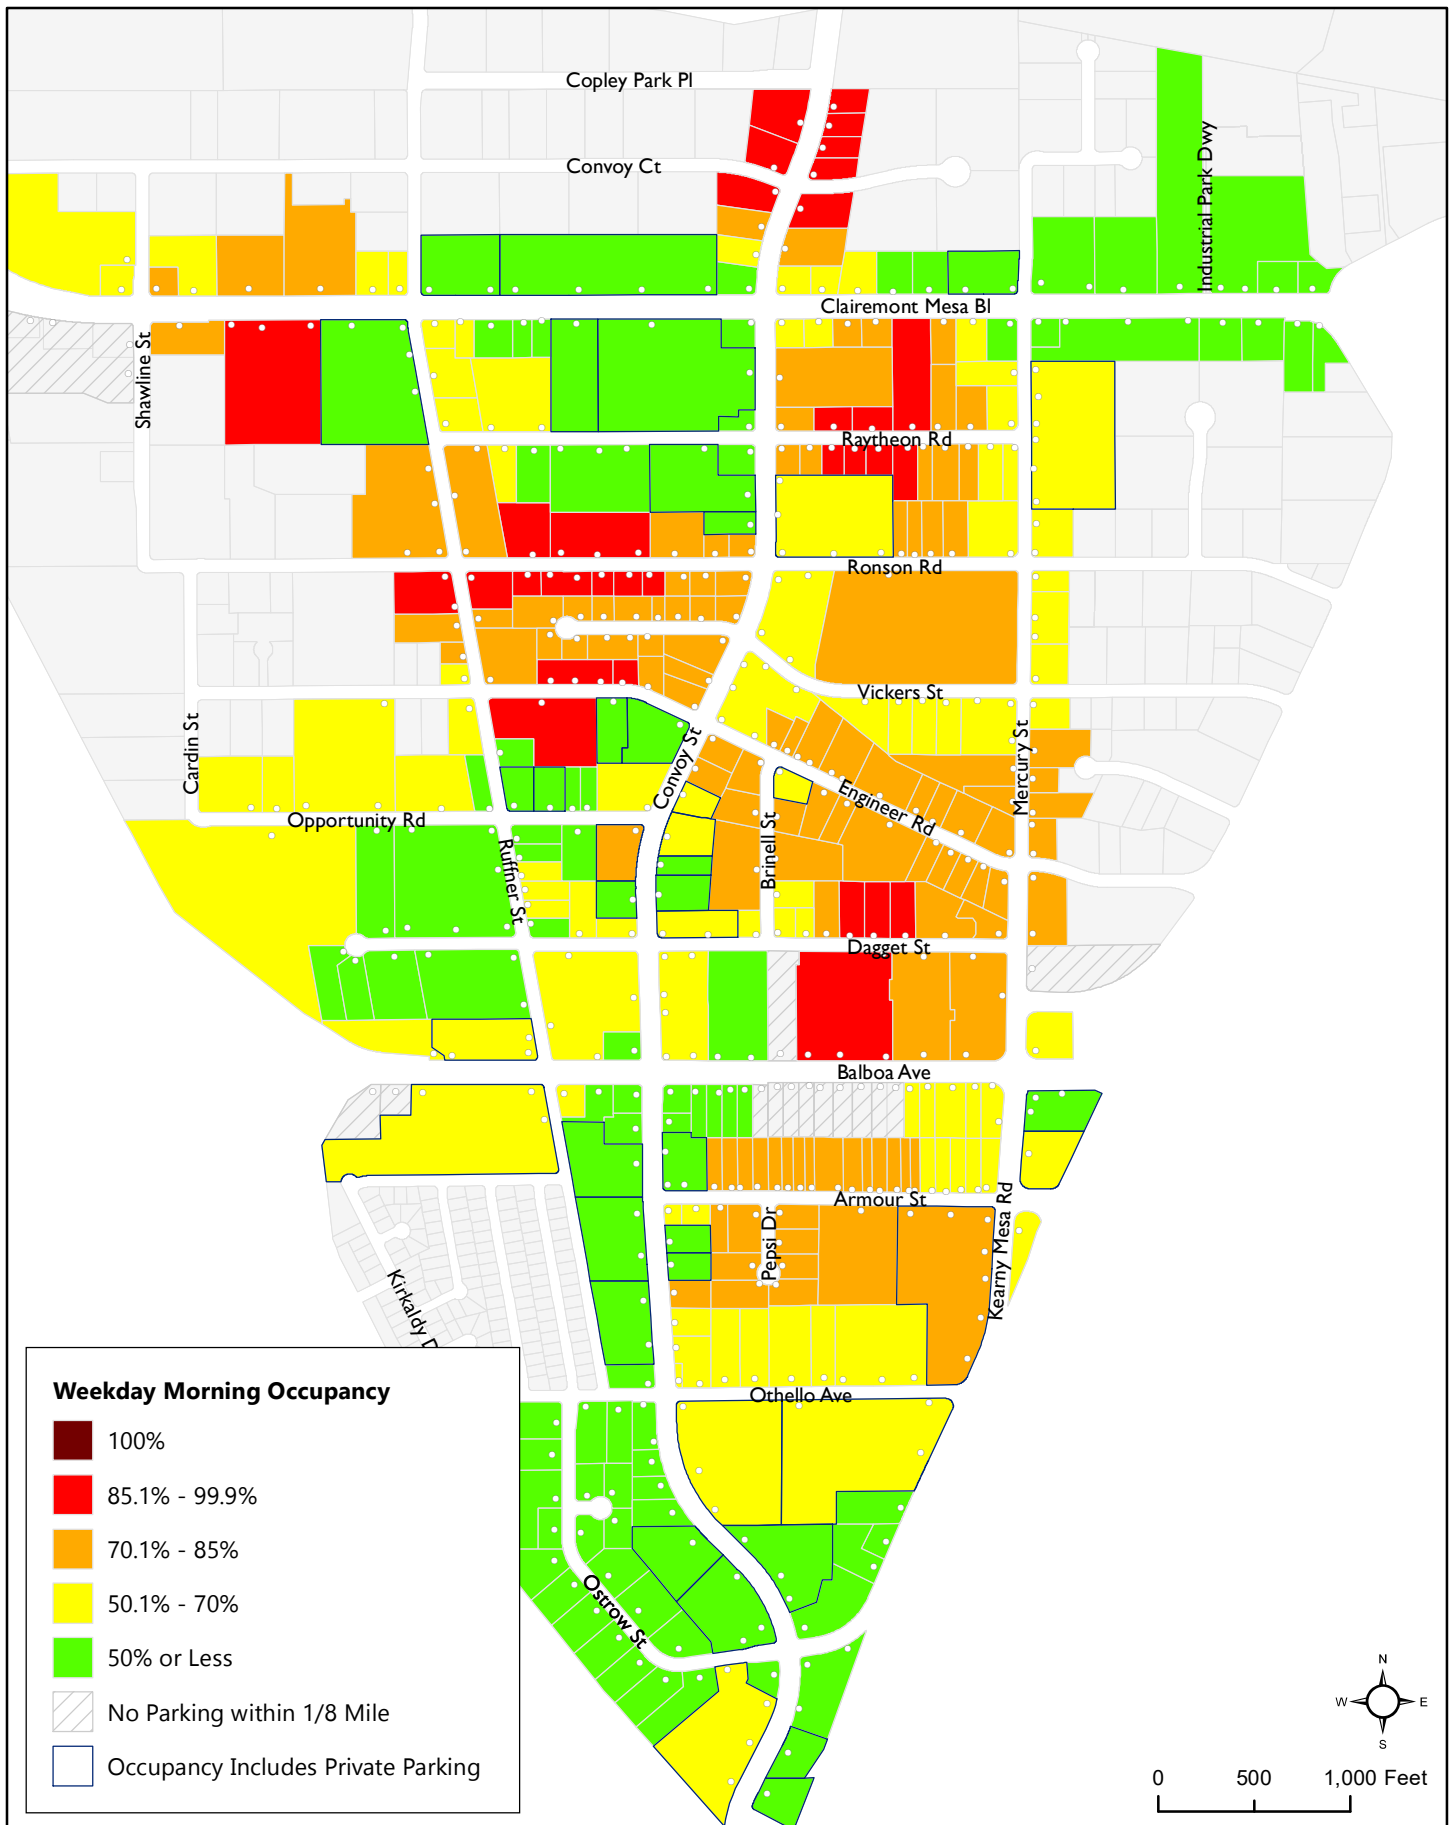 Copley Park Pl
Convoy Ct
Industrial Park Dwy
Clairemont Mesa Bl
Shawline St
Raytheon Rd
Ronson Rd
Vickers St
Cardin St
Convoy St
Mercury St
Engineer Rd
Opportunity Rd
Brinell St
Ruffner St
Dagget St
Balboa Ave
Armour St
Pepsi Dr
Kearny Mesa Rd
Kirkaldy D
Othello Ave
Ostrow St
Weekday Morning Occupancy
100%
85.1% - 99.9%
70.1% - 85%
50.1% - 70%
50% or Less
No Parking within 1/8 Mile
Occupancy Includes Private Parking
N
W E
S
0 500 1,000 Feet